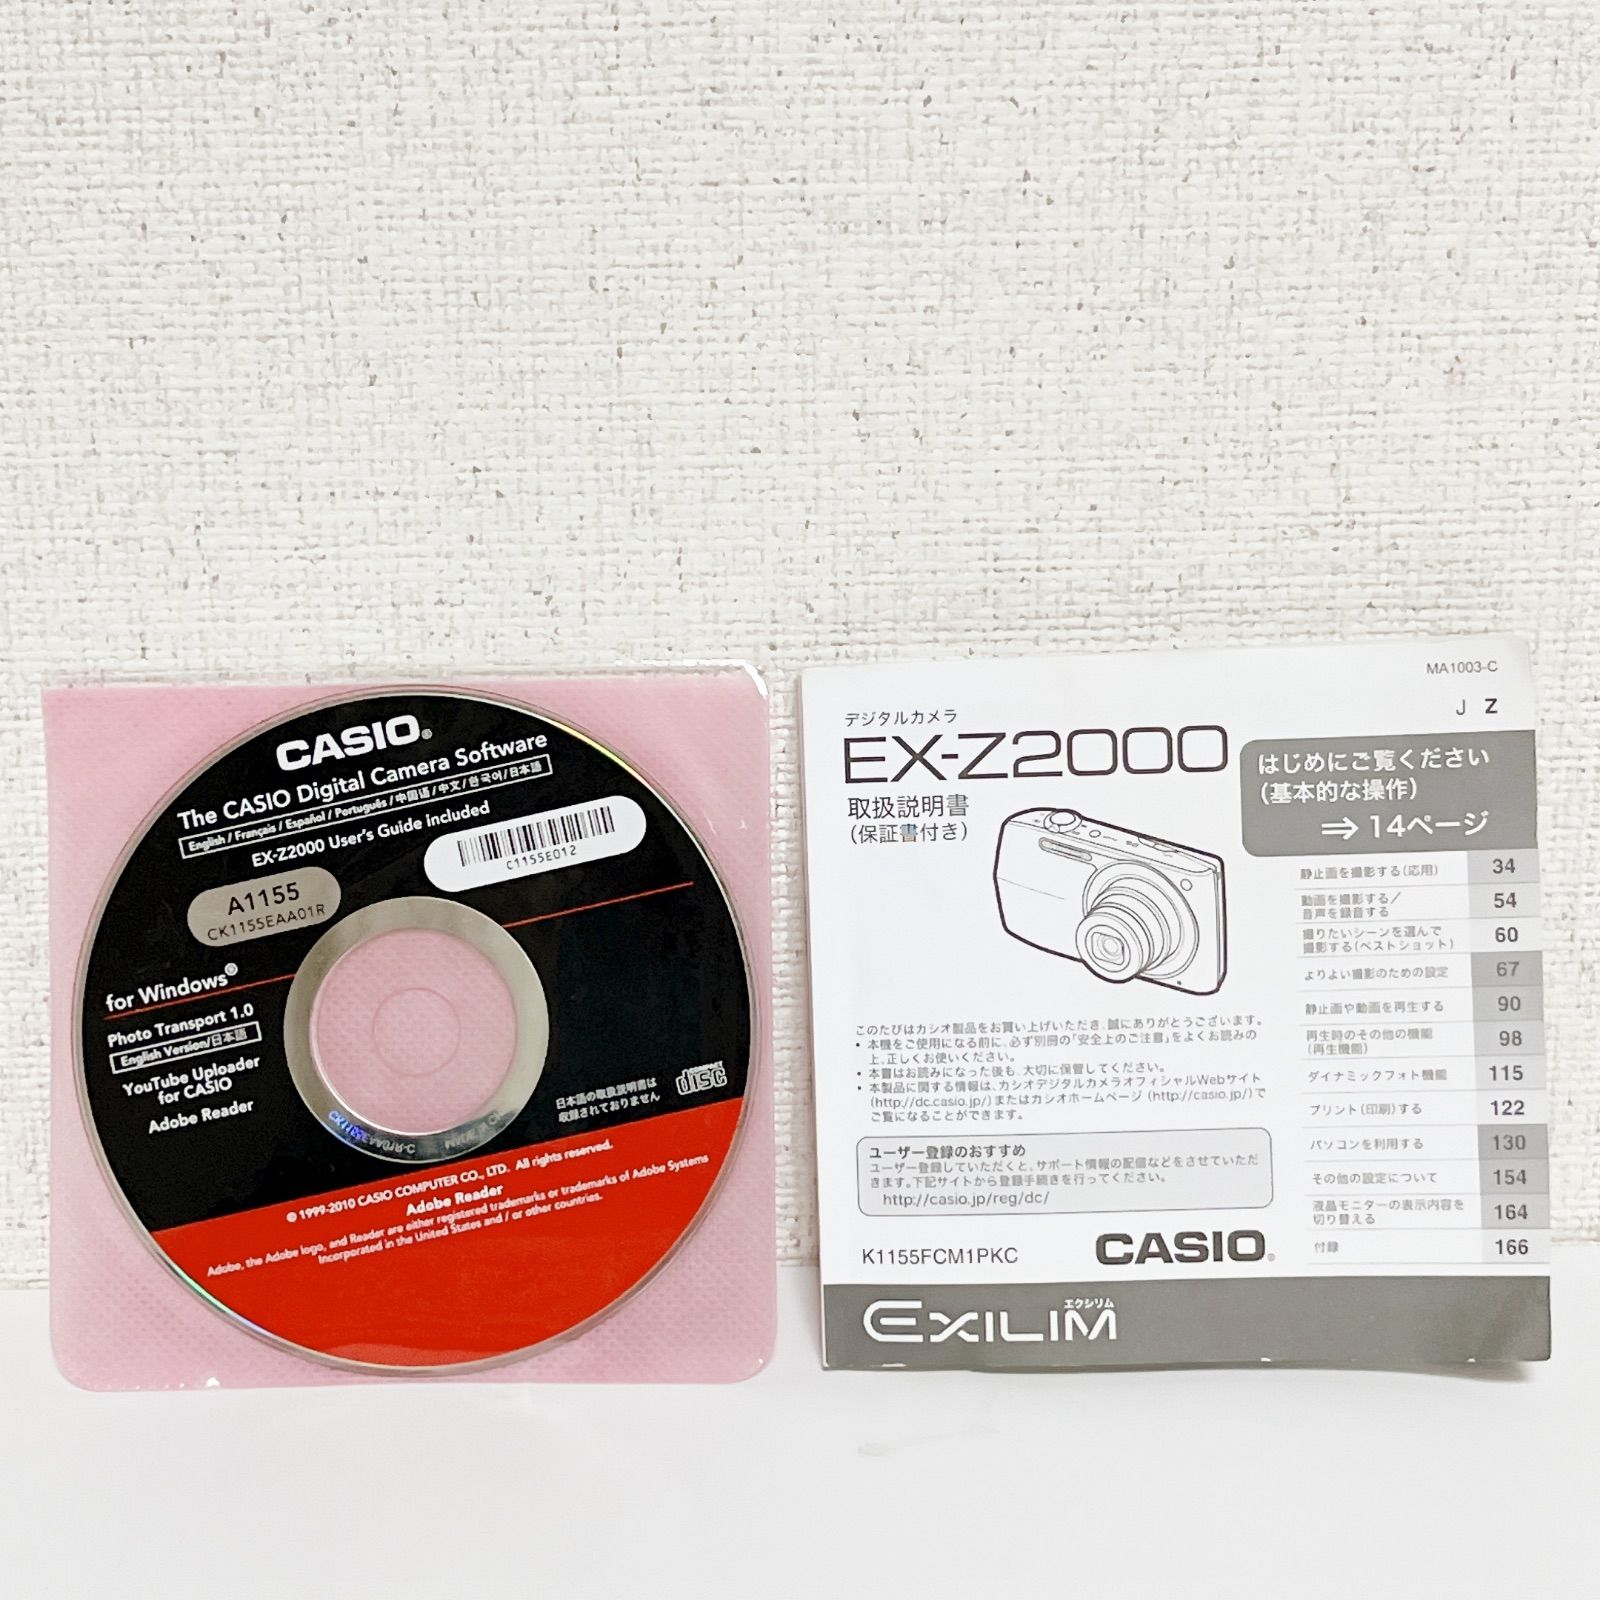 CASIO®
The CASIO Digital Camera Software
English / Français / Español / Português / 中国语 / 中文 / 한국어 / 日本語
EX-Z2000 User's Guide included
C1155E012
A1155
CK1155EAA01R
for Windows®
Photo Transport 1.0
English Version/日本語
YouTube Uploader
for CASIO
Adobe Reader
日本語の取扱説明書は
収録されておりません
COMPACT
disc
© 1999-2010 CASIO COMPUTER CO., LTD. All rights reserved.
Adobe Reader
Adobe, the Adobe logo, and Reader are either registered trademarks or trademarks of Adobe Systems
Incorporated in the United States and / or other countries.
MA1003-C
J Z
デジタルカメラ
EX-Z2000
取扱説明書
(保証書付き)
はじめにご覧ください
(基本的な操作)
⇒ 14ページ
静止画を撮影する(応用) 34
動画を撮影する/
音声を録音する 54
撮りたいシーンを選んで
撮影する(ベストショット) 60
よりよい撮影のための設定 67
静止画や動画を再生する 90
再生時のその他の機能
(再生機能) 98
ダイナミックフォト機能 115
プリント(印刷)する 122
パソコンを利用する 130
その他の設定について 154
液晶モニターの表示内容を
切り替える 164
付録 166
このたびはカシオ製品をお買い上げいただき、誠にありがとうございます。
• 本機をご使用になる前に、必ず別冊の「安全上のご注意」をよくお読みの
上、正しくお使いください。
• 本書はお読みになった後も、大切に保管してください。
• 本製品に関する情報は、カシオデジタルカメラオフィシャルWebサイト
(http://dc.casio.jp/)またはカシオホームページ(http://casio.jp/)で
ご覧になることができます。
ユーザー登録のおすすめ
ユーザー登録していただくと、サポート情報の配信などをさせていただ
きます。下記サイトから登録手続きを行ってください。
http://casio.jp/reg/dc/
K1155FCM1PKC
CASIO®
エクシリム
EXILIM